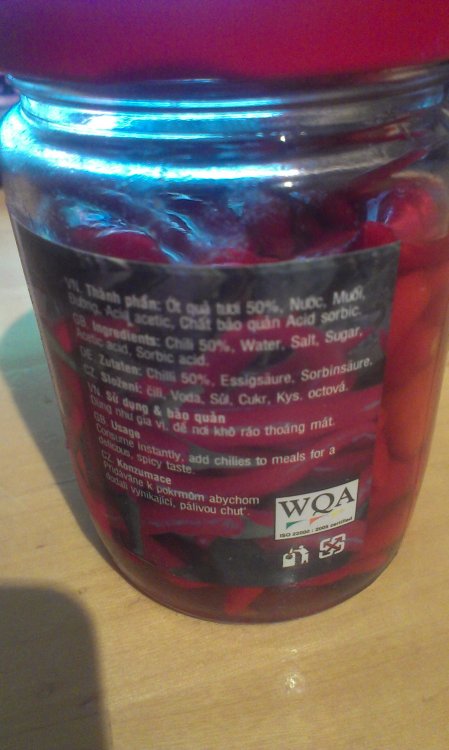 VN. Thành phần: Ớt quả tươi 50%, Nước, Muối,
Đường, Acid acetic, Chất bảo quản Acid sorbic.
GB. Ingredients: Chili 50%, Water, Salt, Sugar,
Acetic acid, Sorbic acid.
DE. Zutaten: Chilli 50%, Essigsäure, Sorbinsäure,
CZ. Složení: čili, Voda, Sůl, Cukr, Kys. octová.
VN. Sử dụng & bảo quản
Dùng như gia vị, để nơi khô ráo thoáng mát.
GB. Usage
Consume instantly, add chilies to meals for a
delicious, spicy taste.
CZ. Konzumace
Přidáváne k pokrmům abychom
dodali vynikající, pálivou chuť.
WQA
ISO 22000 : 2005 certified